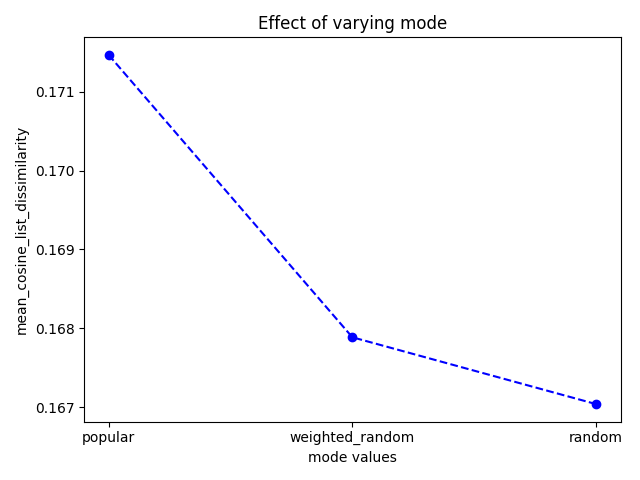 Effect of varying mode
mean_cosine_list_dissimilarity
0.171
0.170
0.169
0.168
0.167
popular
weighted_random
random
mode values